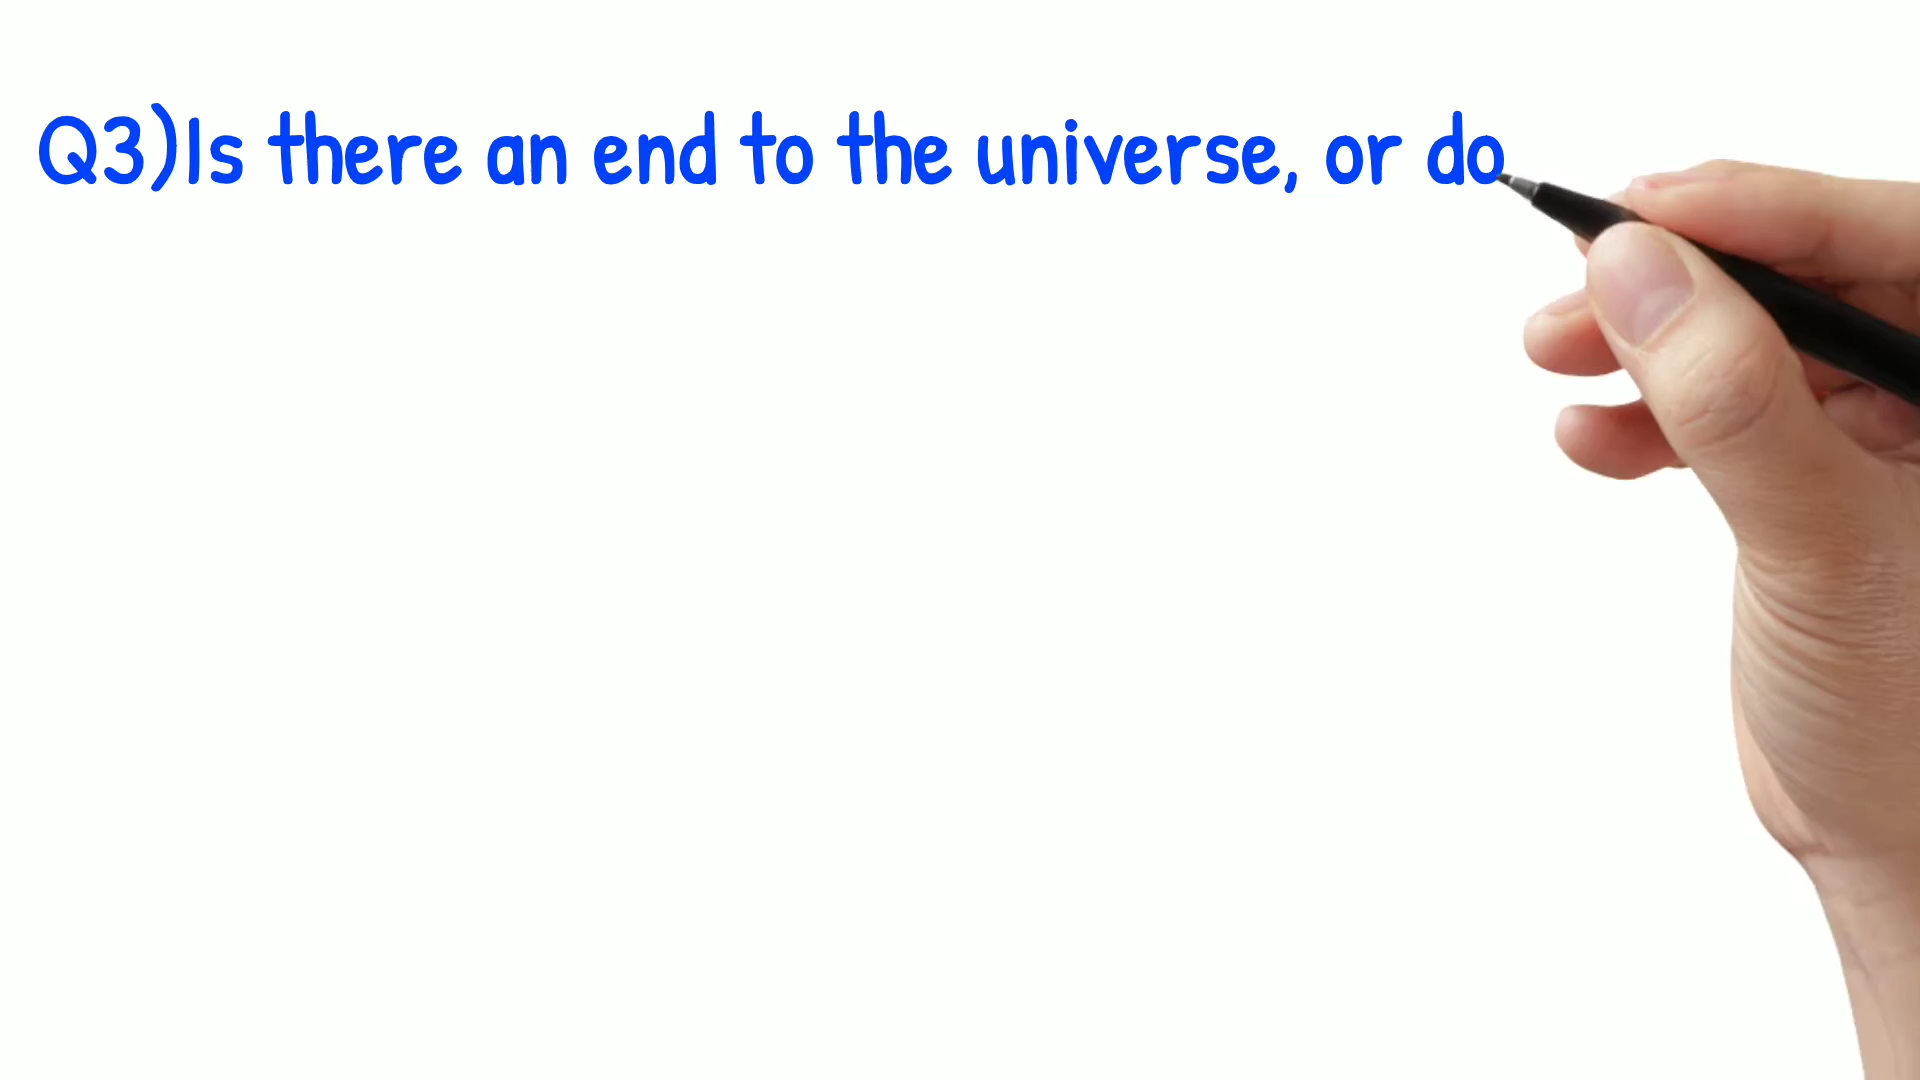 Q3)Is there an end to the universe, or do